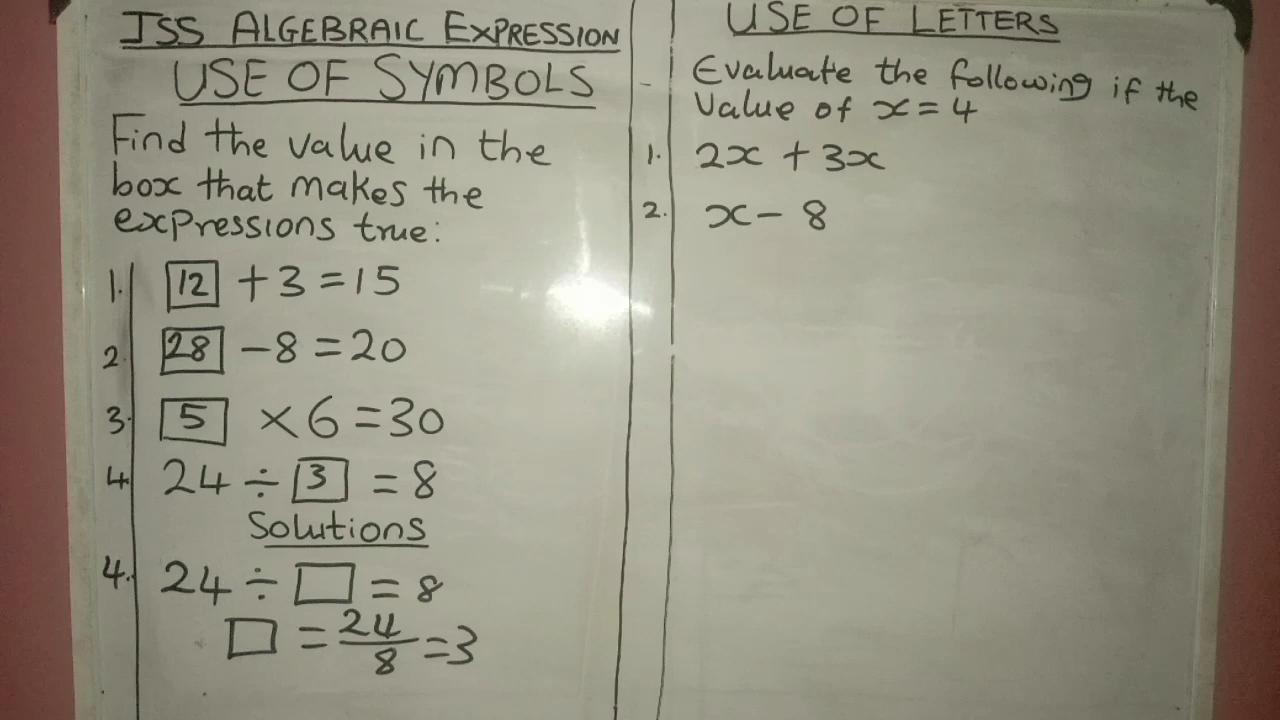 JSS ALGEBRAIC EXPRESSION
USE OF SYMBOLS
Find the value in the
box that makes the
expressions true:
1. 12 + 3 = 15
2. 28 - 8 = 20
3. 5 × 6 = 30
4. 24 ÷ 3 = 8
Solutions
4. 24 ÷ □ = 8
□ = 24/8 = 3
USE OF LETTERS
- Evaluate the following if the
value of x = 4
1. 2x + 3x
2. x - 8